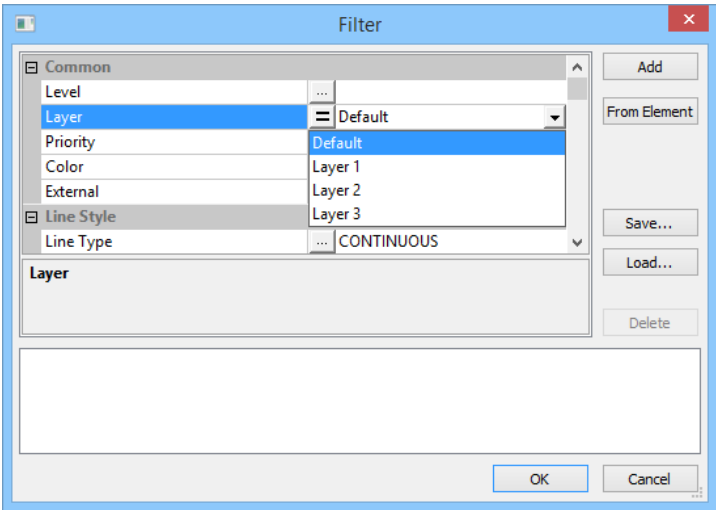 Filter
Common
Level ...
Layer = Default
Priority
Color
External
Default
Layer 1
Layer 2
Layer 3
Line Style
Line Type ... CONTINUOUS
Layer
Add
From Element
Save...
Load...
Delete
OK
Cancel